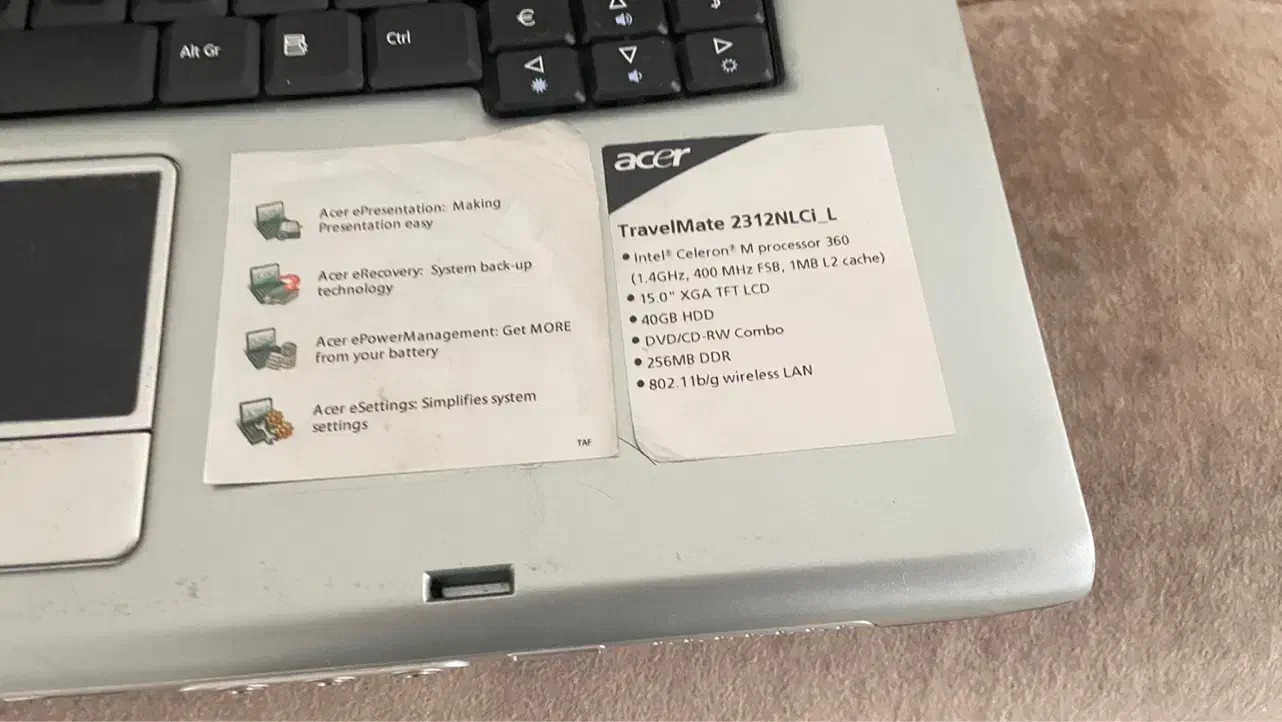 Alt Gr
Ctrl
€
$
Acer ePresentation: Making
Presentation easy
Acer eRecovery: System back-up
technology
Acer ePowerManagement: Get MORE
from your battery
Acer eSettings: Simplifies system
settings
TAF
acer
TravelMate 2312NLCi_L
• Intel® Celeron® M processor 360
(1.4GHz, 400 MHz FSB, 1MB L2 cache)
• 15.0" XGA TFT LCD
• 40GB HDD
• DVD/CD-RW Combo
• 256MB DDR
• 802.11b/g wireless LAN